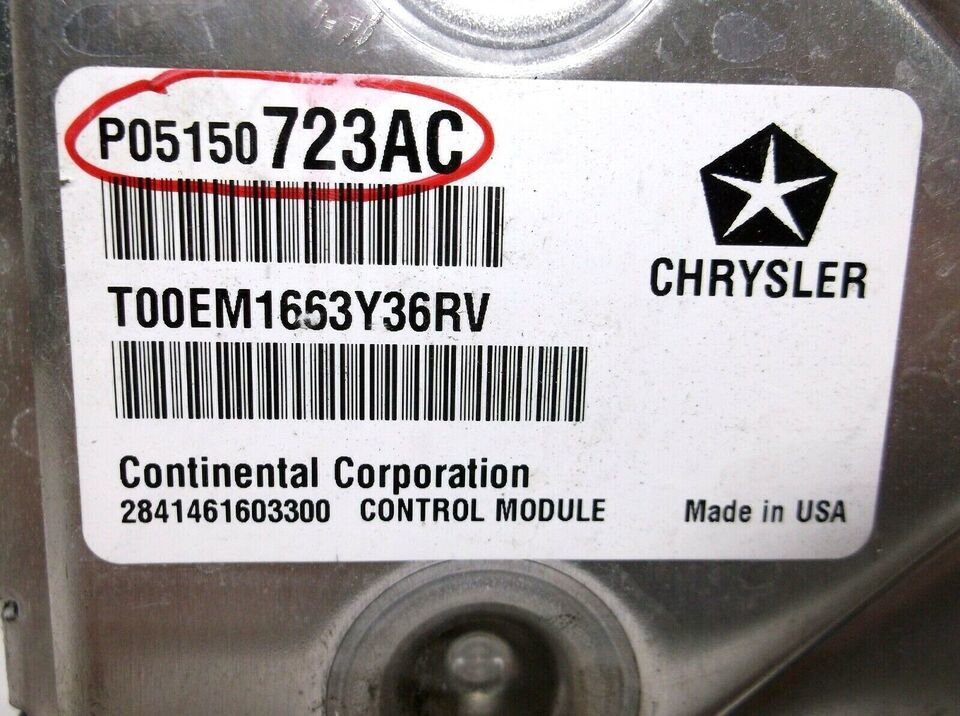 P05150723AC
CHRYSLER
T00EM1663Y36RV
Continental Corporation
2841461603300 CONTROL MODULE Made in USA